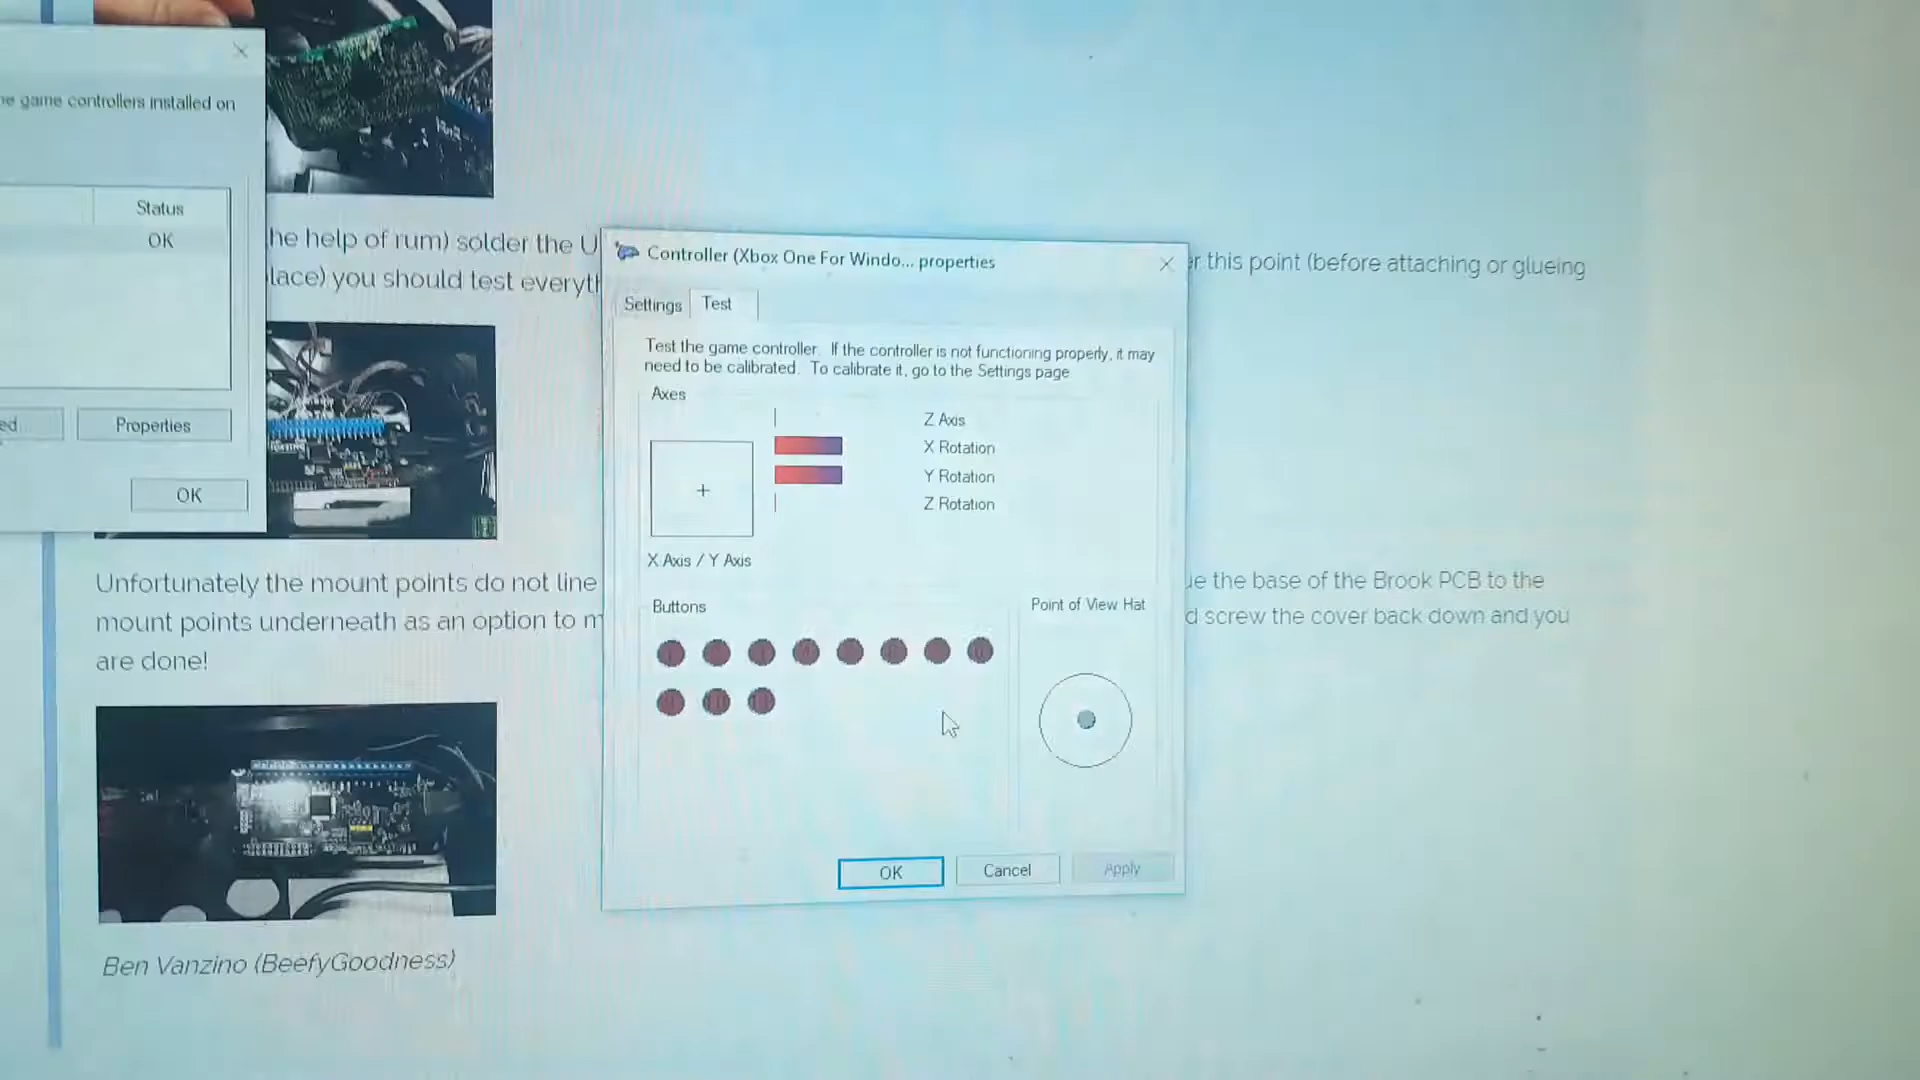 he game controllers installed on
Status
OK
ed...
Properties
OK
he help of rum) solder the U
lace) you should test everyth
r this point (before attaching or glueing
Controller (Xbox One For Windo... properties
Settings
Test
Test the game controller. If the controller is not functioning properly, it may
need to be calibrated. To calibrate it, go to the Settings page
Axes
Z Axis
X Rotation
Y Rotation
Z Rotation
X Axis / Y Axis
Buttons
Point of View Hat
OK
Cancel
Apply
Unfortunately the mount points do not line
ue the base of the Brook PCB to the
mount points underneath as an option to m
d screw the cover back down and you
are done!
Ben Vanzino (BeefyGoodness)